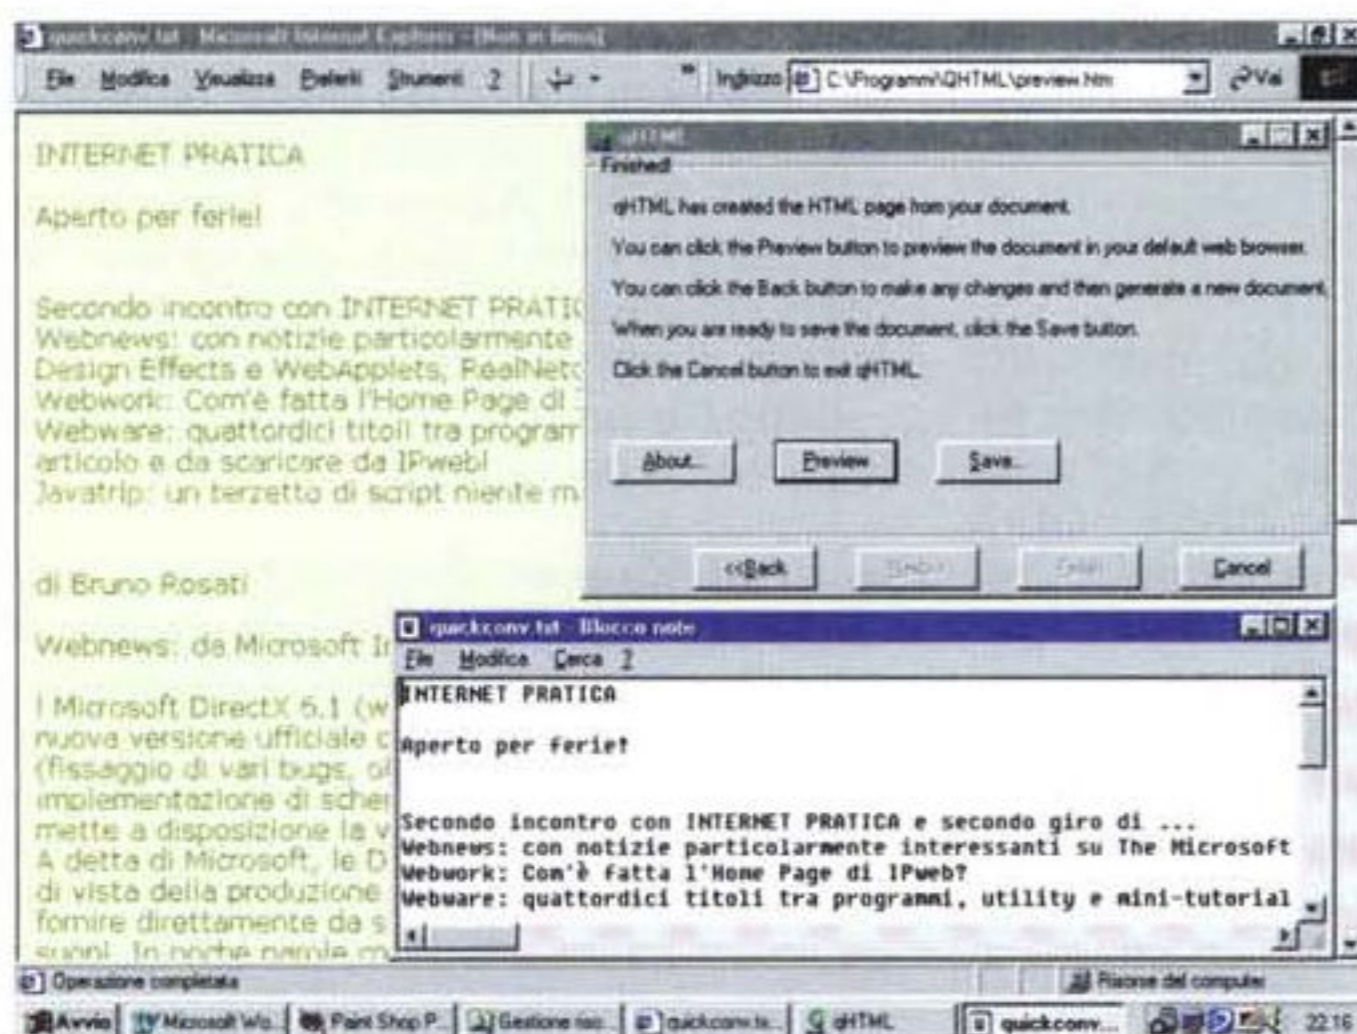 quickconv.txt - Microsoft Internet Explorer - [Non in linea]
File Modifica Visualizza Preferiti Strumenti ?
Indirizzo C:\Programmi\QHTML\preview.htm Vai
INTERNET PRATICA
Aperto per ferie!
Secondo incontro con INTERNET PRATIC
Webnews: con notizie particolarmente
Design Effects e WebApplets, RealNetw
Webwork: Com'è fatta l'Home Page di
Webware: quattordici titoli tra program
articolo e da scaricare da IPweb!
Javatrip: un terzetto di script niente m
di Bruno Rosati
Webnews: da Microsoft In
I Microsoft DirectX 6.1 (w
nuova versione ufficiale
(fissaggio di vari bugs,
implementazione di scher
mette a disposizione la v
A detta di Microsoft, le D
di vista della produzione
fornire direttamente da s
suoni. In poche parole
qHTML
Finished!
qHTML has created the HTML page from your document.
You can click the Preview button to preview the document in your default web browser.
You can click the Back button to make any changes and then generate a new document.
When you are ready to save the document, click the Save button.
Click the Cancel button to exit qHTML.
About... Preview Save...
<<Back Next>> Finish Cancel
quickconv.txt - Blocco note
File Modifica Cerca ?
INTERNET PRATICA
Aperto per ferie!
Secondo incontro con INTERNET PRATICA e secondo giro di ...
Webnews: con notizie particolarmente interessanti su The Microsoft
Webwork: Com'è fatta l'Home Page di IPweb?
Webware: quattordici titoli tra programmi, utility e mini-tutorial
Operazione completata Risorse del computer
Avvio Microsoft Wo... Paint Shop P... Gestione riso... quickconv.tx... qHTML quickconv.... 22.16